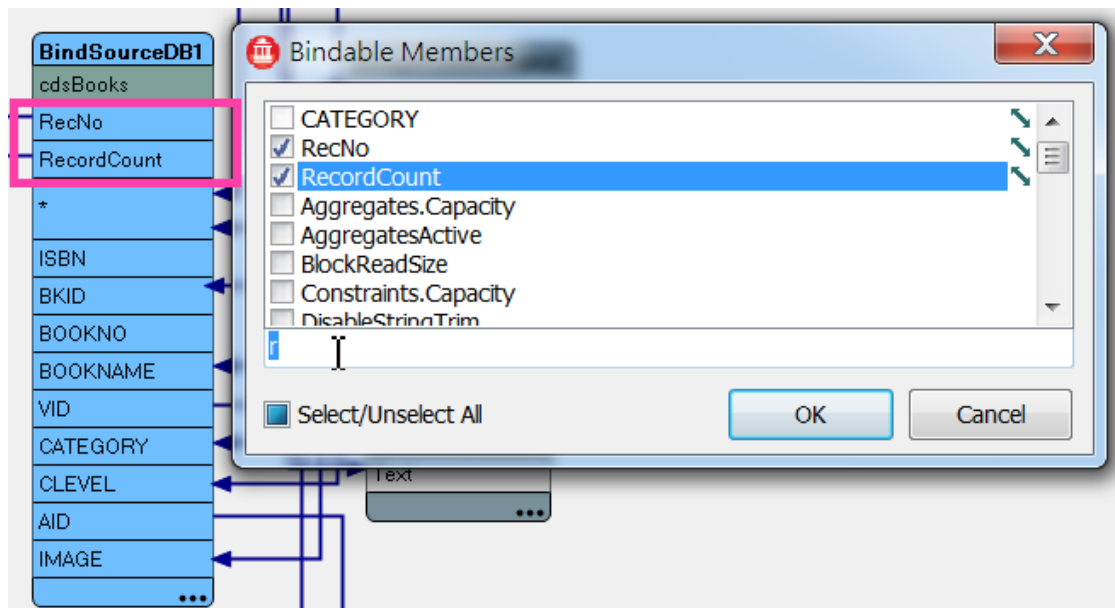 BindSourceDB1
cdsBooks
RecNo
RecordCount
*
ISBN
BKID
BOOKNO
BOOKNAME
VID
CATEGORY
CLEVEL
AID
IMAGE
•••
Bindable Members
CATEGORY
RecNo
RecordCount
Aggregates.Capacity
AggregatesActive
BlockReadSize
Constraints.Capacity
DisableStringTrim
r
Select/Unselect All
OK
Cancel
Text
•••